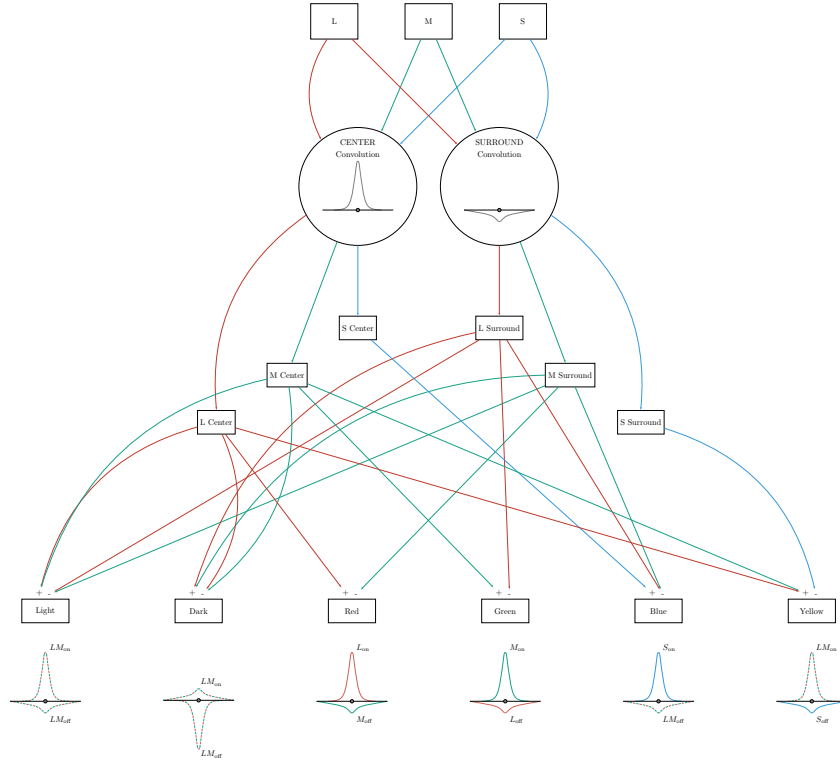 L
M
S
CENTER
Convolution
SURROUND
Convolution
S Center
L Surround
M Center
M Surround
L Center
S Surround
+ -
+ -
+ -
+ -
+ -
+ -
Light
Dark
Red
Green
Blue
Yellow
LMon
LMoff
LMon
LMoff
Lon
Moff
Mon
Loff
Son
LMoff
LMon
Soff